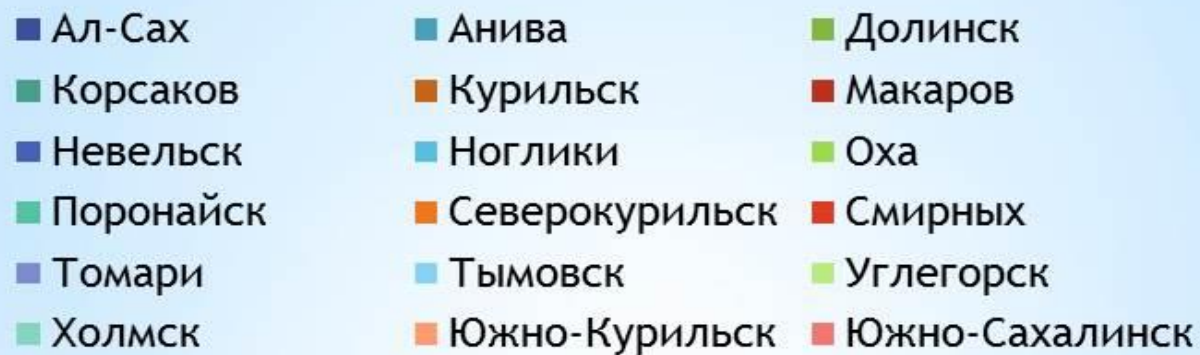 Ал-Сах Анива Долинск
Корсаков Курильск Макаров
Невельск Ноглики Оха
Поронайск Северокурильск Смирных
Томари Тымовск Углегорск
Холмск Южно-Курильск Южно-Сахалинск